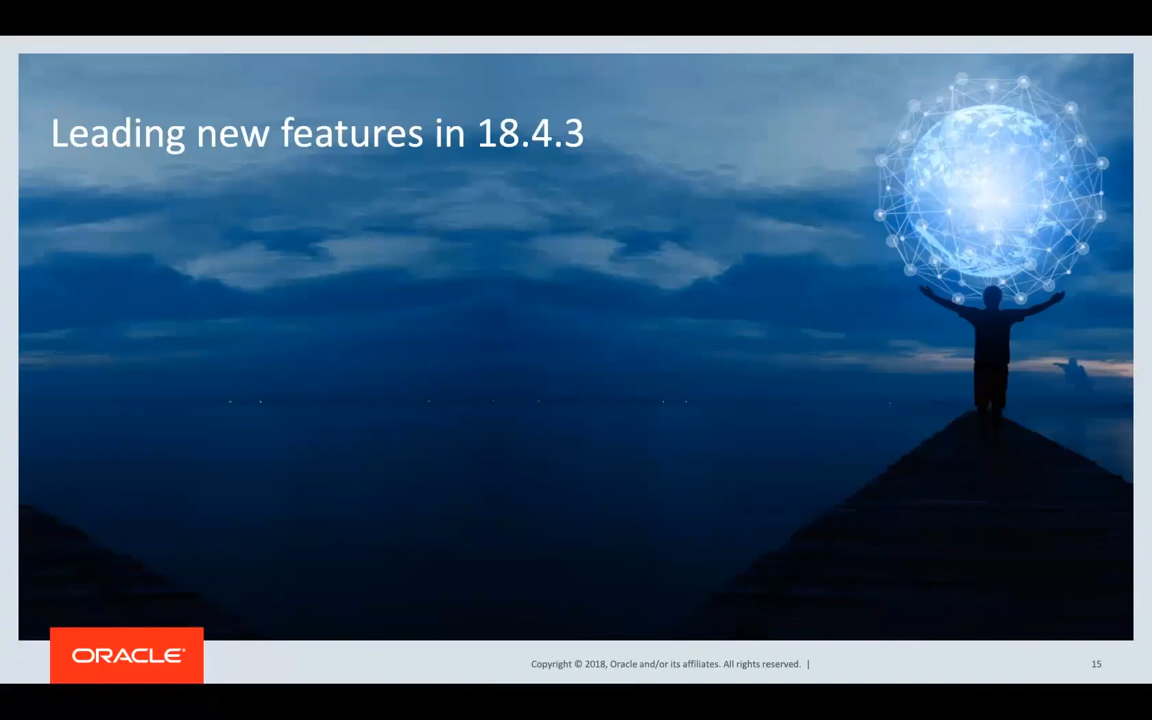 Leading new features in 18.4.3
ORACLE®
Copyright © 2018, Oracle and/or its affiliates. All rights reserved. |
15